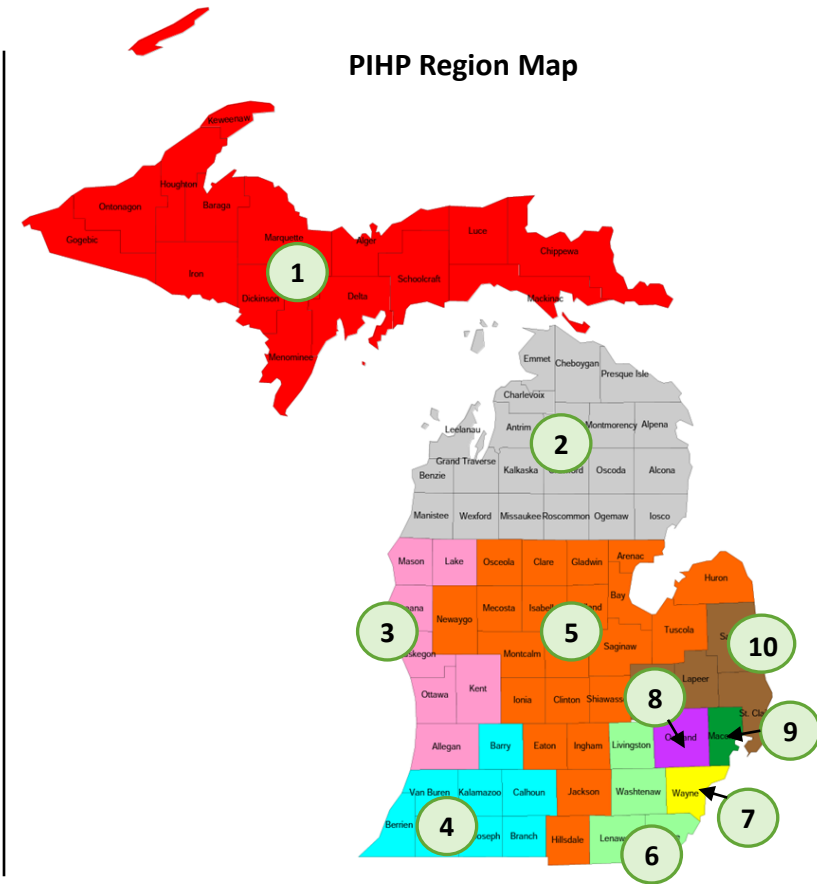 PIHP Region Map
Keweenaw
Houghton
Ontonagon
Baraga
Gogebic
Marquette
Alger
Luce
Chippewa
Iron
1
Schoolcraft
Dickinson
Delta
Mackinac
Menominee
Emmet
Cheboygan
Presque Isle
Charlevoix
Leelanau
Antrim
Montmorency
Alpena
2
Grand Traverse
Benzie
Kalkaska
Oscoda
Alcona
Manistee
Wexford
Missaukee
Roscommon
Ogemaw
Iosco
Mason
Lake
Osceola
Clare
Gladwin
Arenac
Huron
Bay
Newaygo
Mecosta
3
5
Tuscola
10
Saginaw
Montcalm
Lapeer
Ottawa
Kent
Ionia
Clinton
8
9
Allegan
Barry
Eaton
Ingham
Livingston
Van Buren
Kalamazoo
Calhoun
Jackson
Washtenaw
Wayne
7
Berrien
4
Branch
Hillsdale
6